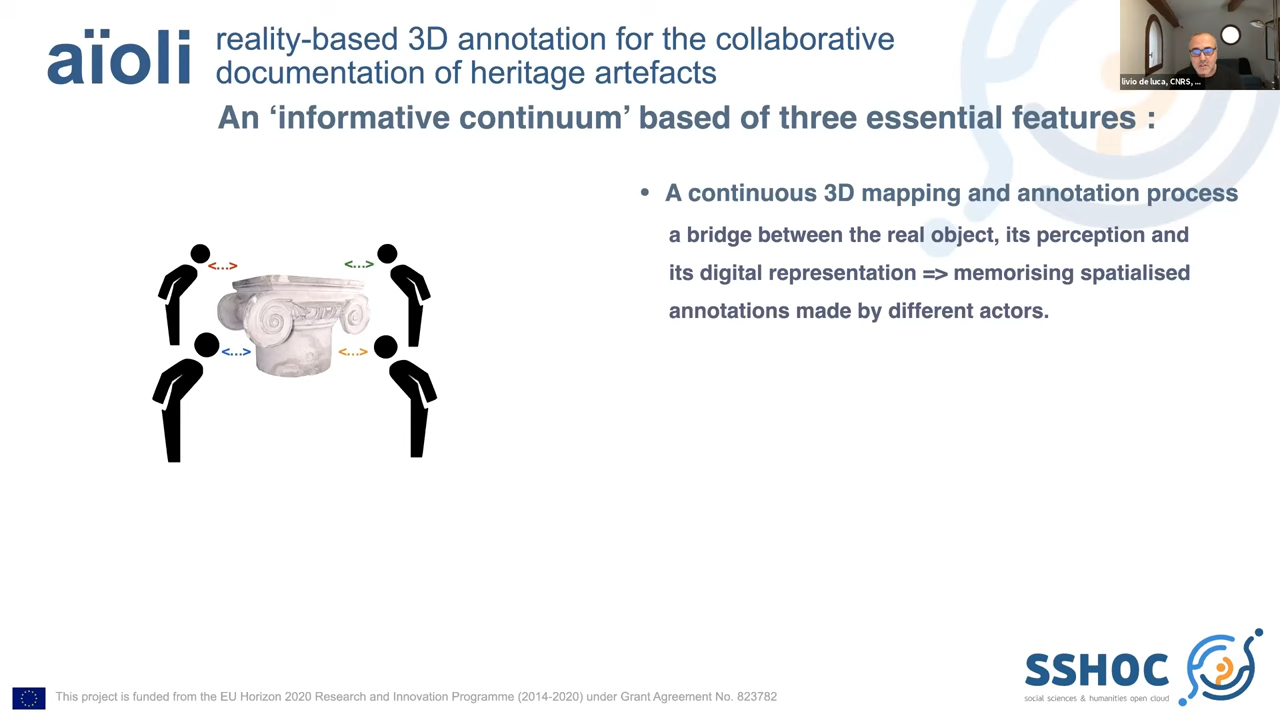 aïoli
reality-based 3D annotation for the collaborative
documentation of heritage artefacts
livio de luca, CNRS, ...
An ‘informative continuum’ based of three essential features :
• A continuous 3D mapping and annotation process
a bridge between the real object, its perception and
its digital representation => memorising spatialised
annotations made by different actors.
<...> <...>
<...> <...>
SSHOC
social sciences & humanities open cloud
This project is funded from the EU Horizon 2020 Research and Innovation Programme (2014-2020) under Grant Agreement No. 823782